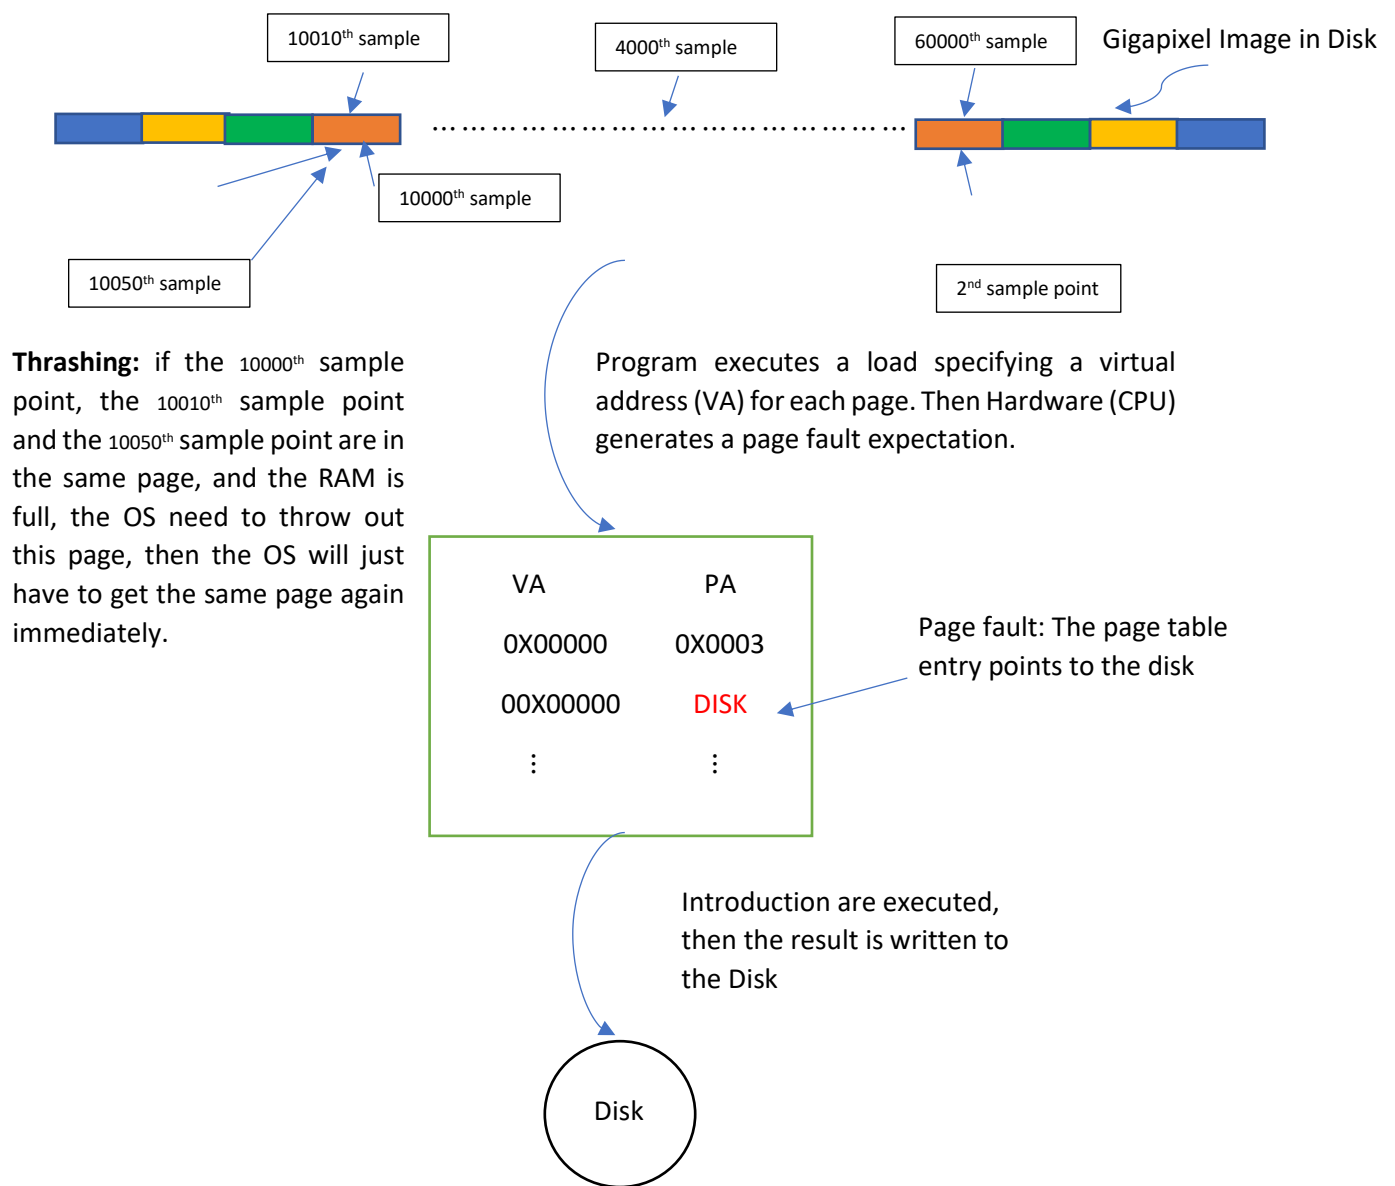 10010th sample
4000th sample
60000th sample
Gigapixel Image in Disk
10000th sample
10050th sample
2nd sample point
Thrashing: if the 10000th sample
point, the 10010th sample point
and the 10050th sample point are in
the same page, and the RAM is
full, the OS need to throw out
this page, then the OS will just
have to get the same page again
immediately.
Program executes a load specifying a virtual
address (VA) for each page. Then Hardware (CPU)
generates a page fault expectation.
VA PA
0X00000 0X0003
00X00000 DISK
⋮ ⋮
Page fault: The page table
entry points to the disk
Introduction are executed,
then the result is written to
the Disk
Disk